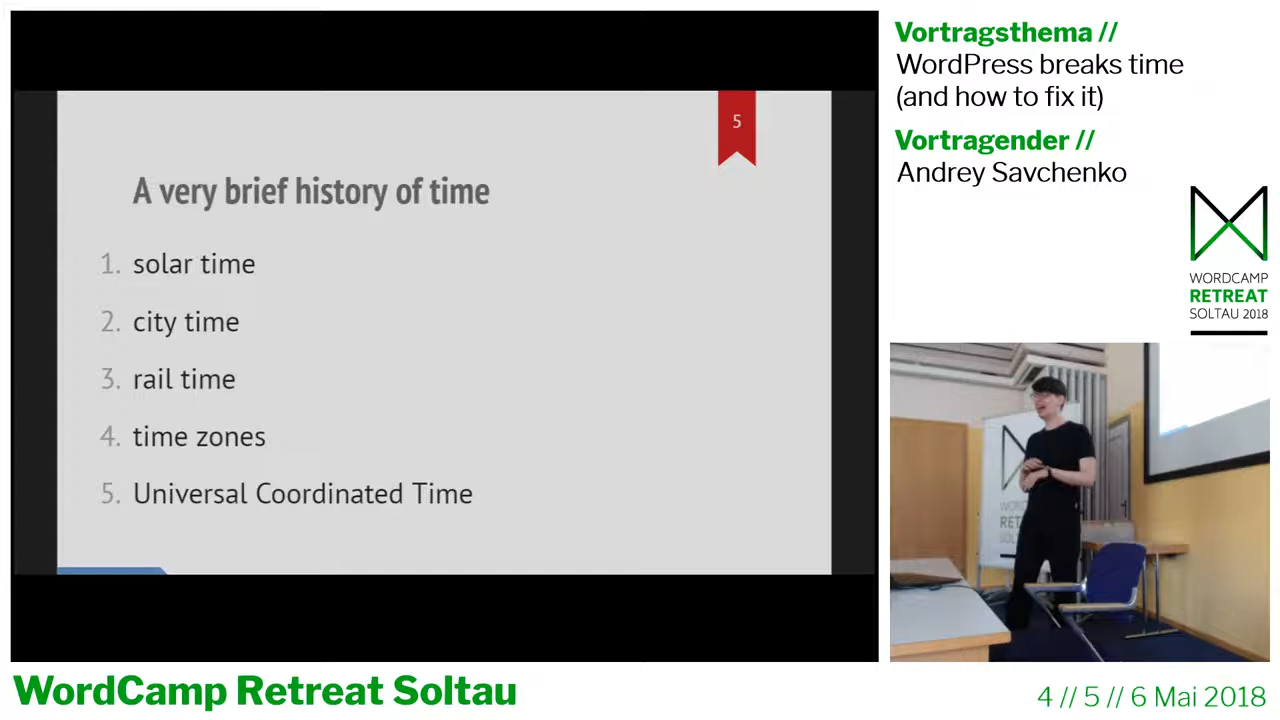 5
A very brief history of time
1. solar time
2. city time
3. rail time
4. time zones
5. Universal Coordinated Time
Vortragsthema //
WordPress breaks time
(and how to fix it)
Vortragender //
Andrey Savchenko
WORDCAMP
RETREAT
SOLTAU 2018
WordCamp Retreat Soltau
4 // 5 // 6 Mai 2018